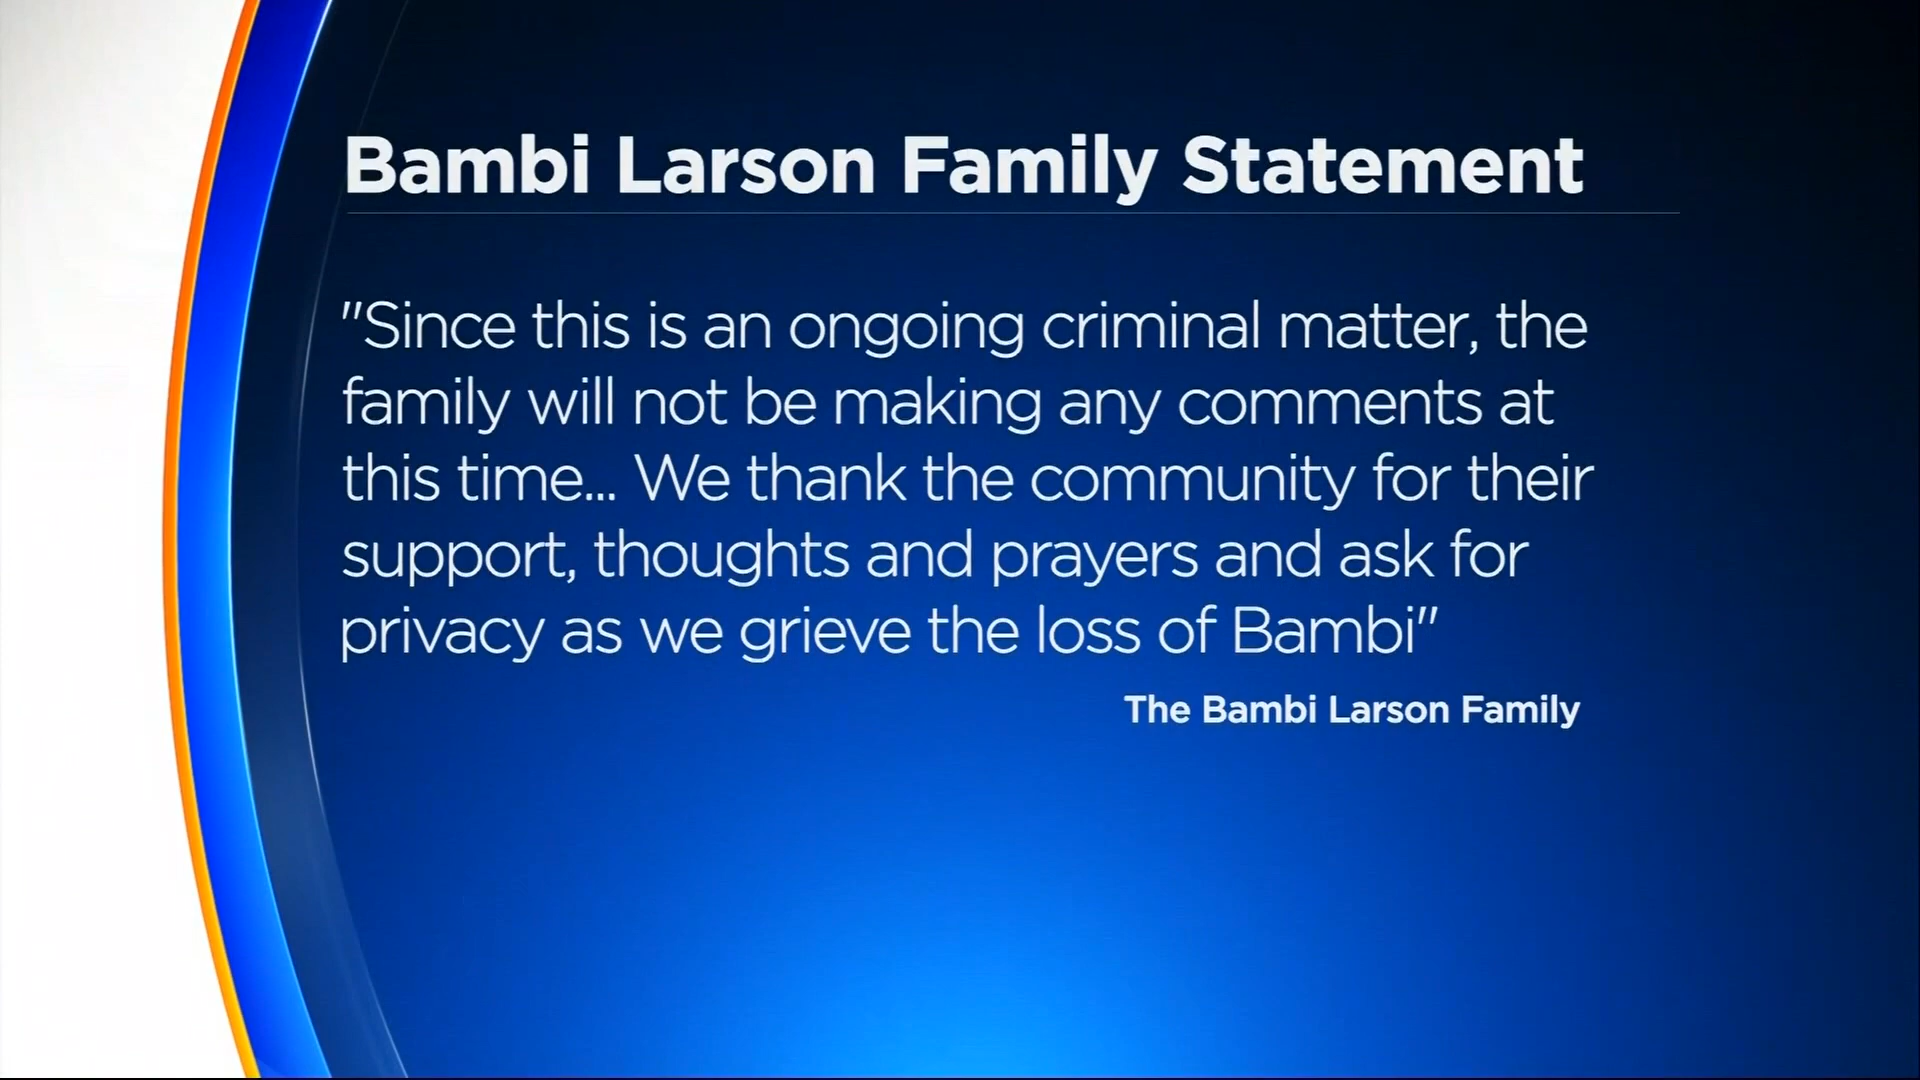 Bambi Larson Family Statement
"Since this is an ongoing criminal matter, the
family will not be making any comments at
this time... We thank the community for their
support, thoughts and prayers and ask for
privacy as we grieve the loss of Bambi"
The Bambi Larson Family